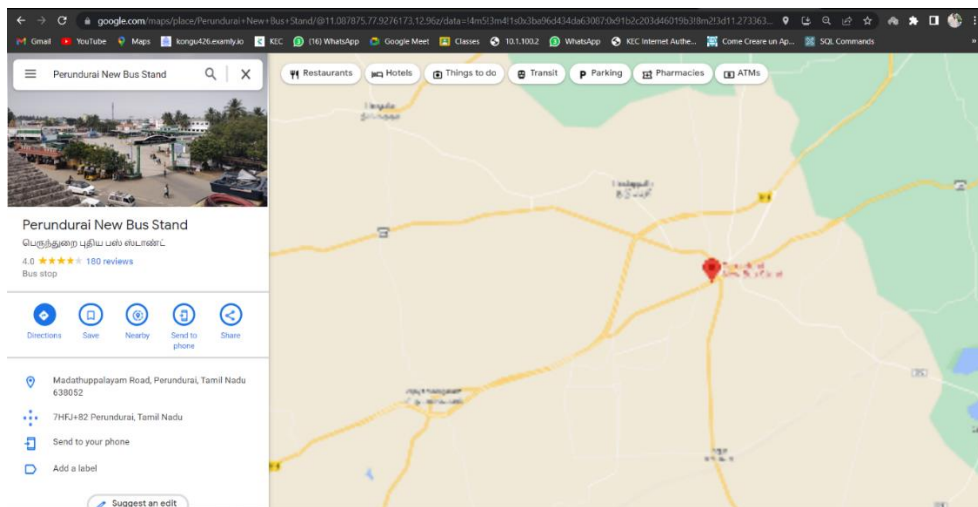 google.com/maps/place/Perundurai+New+Bus+Stand/@11.087875,77.9276173,12.96z/data=!4m5!3m4!1s0x3ba96d434da63087:0x91b2c203d46019b3!8m2!3d11.273363...
Gmail YouTube Maps kongu426.examly.io KEC (16) WhatsApp Google Meet Classes 10.1.100.2 WhatsApp KEC Internet Authe... Come Creare un Ap... SQL Commands
Perundurai New Bus Stand
Restaurants Hotels Things to do Transit Parking Pharmacies ATMs
Perundurai New Bus Stand
பெருந்துறை புதிய பஸ் ஸ்டாண்ட்
4.0 180 reviews
Bus stop
Directions Save Nearby Send to phone Share
Madathuppalayam Road, Perundurai, Tamil Nadu
638052
7HFJ+82 Perundurai, Tamil Nadu
Send to your phone
Add a label
Suggest an edit